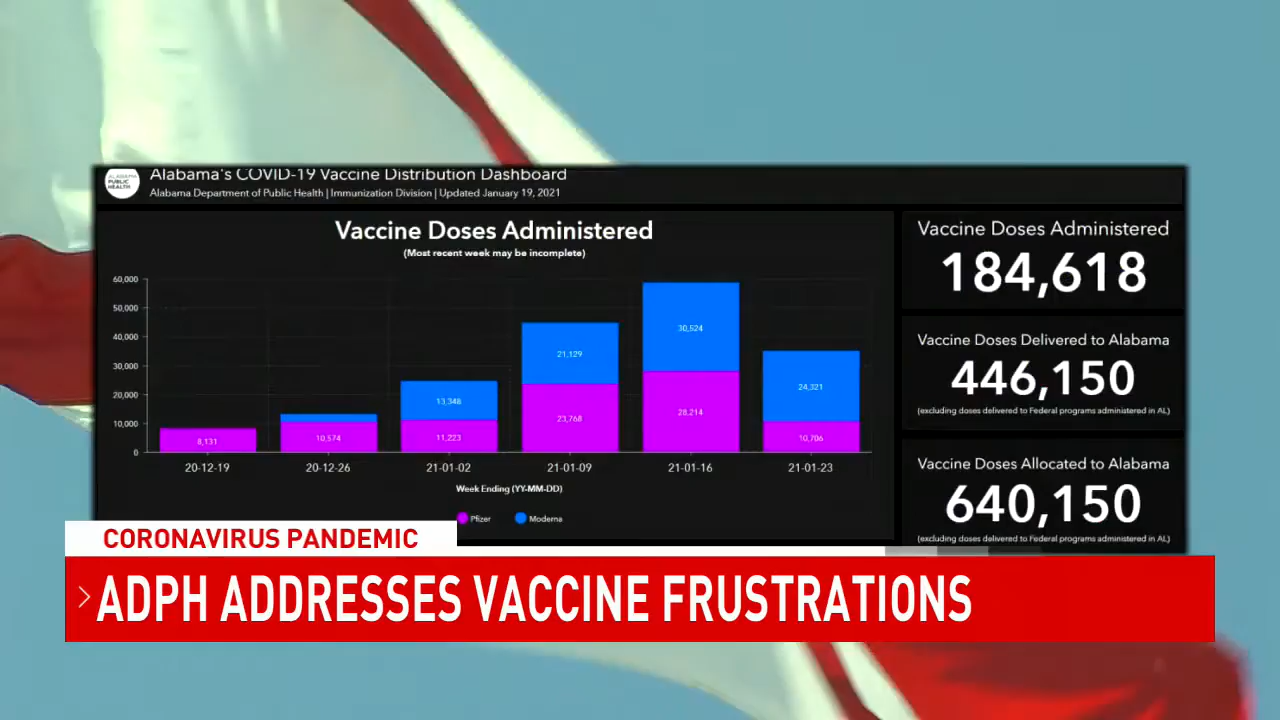 ALABAMA
PUBLIC
HEALTH
Alabama's COVID-19 Vaccine Distribution Dashboard
Alabama Department of Public Health | Immunization Division | Updated January 19, 2021
Vaccine Doses Administered
(Most recent week may be incomplete)
60,000
50,000
40,000
30,000
20,000
10,000
0
8,131
10,574
13,348
11,223
21,129
23,768
30,524
28,214
24,321
10,706
20-12-19
20-12-26
21-01-02
21-01-09
21-01-16
21-01-23
Week Ending (YY-MM-DD)
Pfizer
Moderna
Vaccine Doses Administered
184,618
Vaccine Doses Delivered to Alabama
446,150
(excluding doses delivered to Federal programs administered in AL)
Vaccine Doses Allocated to Alabama
640,150
(excluding doses delivered to Federal programs administered in AL)
CORONAVIRUS PANDEMIC
ADPH ADDRESSES VACCINE FRUSTRATIONS